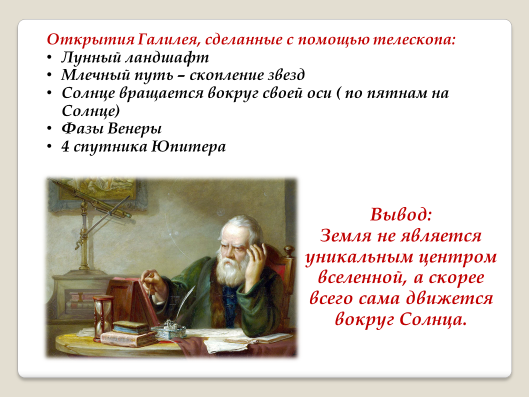 Открытия Галилея, сделанные с помощью телескопа:
• Лунный ландшафт
• Млечный путь – скопление звезд
• Солнце вращается вокруг своей оси ( по пятнам на
Солнце)
• Фазы Венеры
• 4 спутника Юпитера
Вывод:
Земля не является
уникальным центром
вселенной, а скорее
всего сама движется
вокруг Солнца.